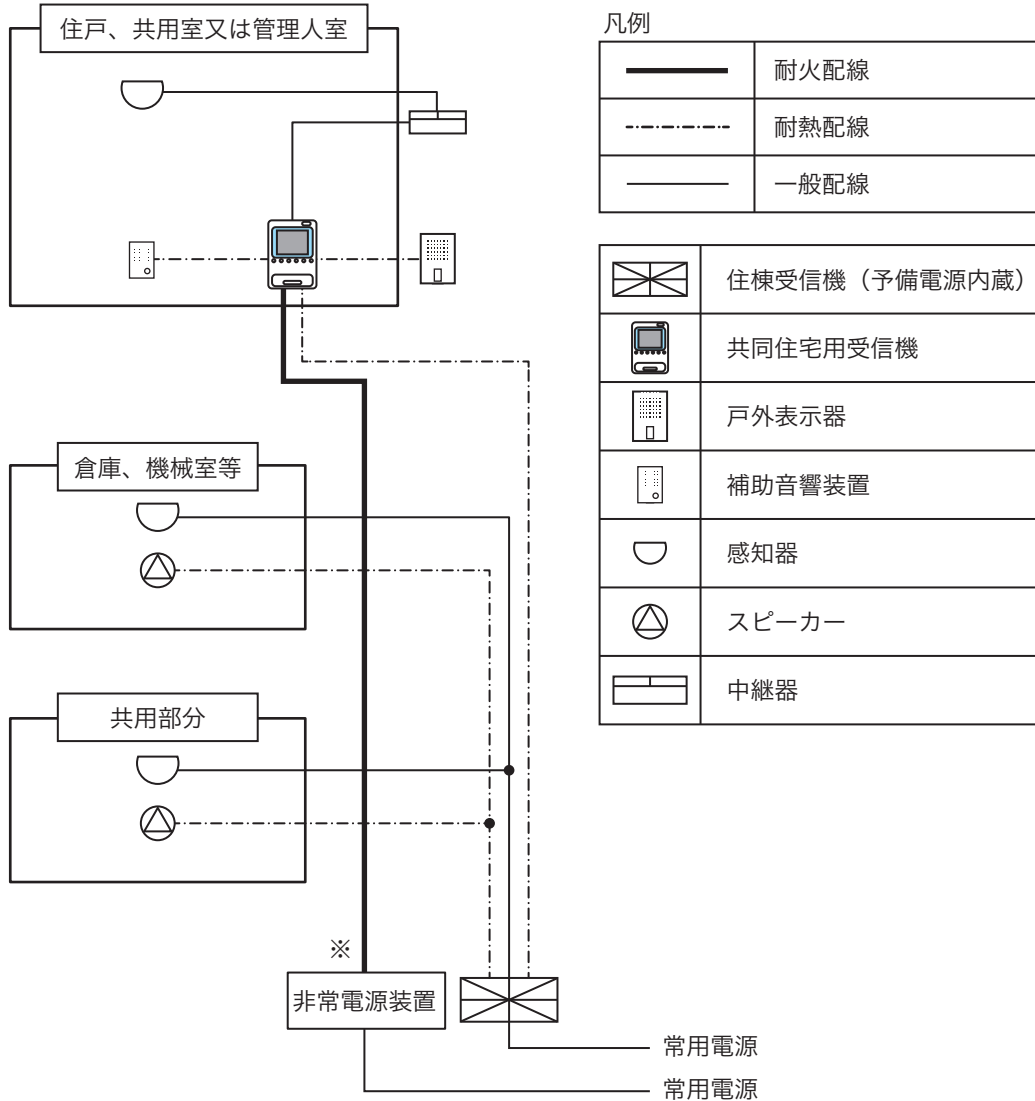 住戸、共用室又は管理人室
倉庫、機械室等
共用部分
※
非常電源装置
常用電源
常用電源
凡例
耐火配線
耐熱配線
一般配線
住棟受信機（予備電源内蔵）
共同住宅用受信機
戸外表示器
補助音響装置
感知器
スピーカー
中継器